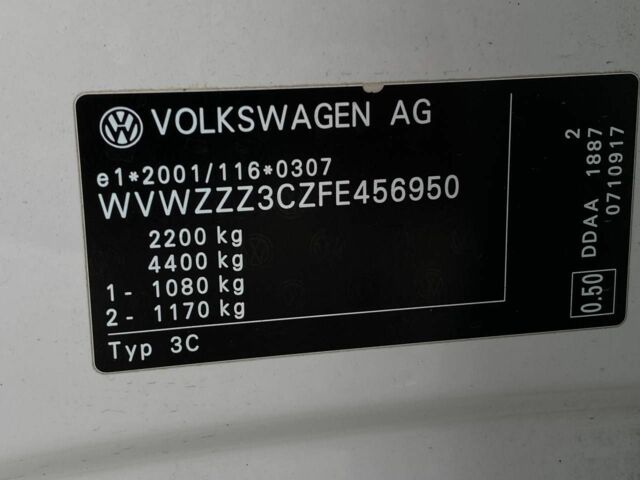 VOLKSWAGEN AG
e1*2001/116*0307
WVWZZZ3CZFE456950
2200 kg
4400 kg
1- 1080 kg
2- 1170 kg
Typ 3C
0.50 DDAA 1887 2
0710917